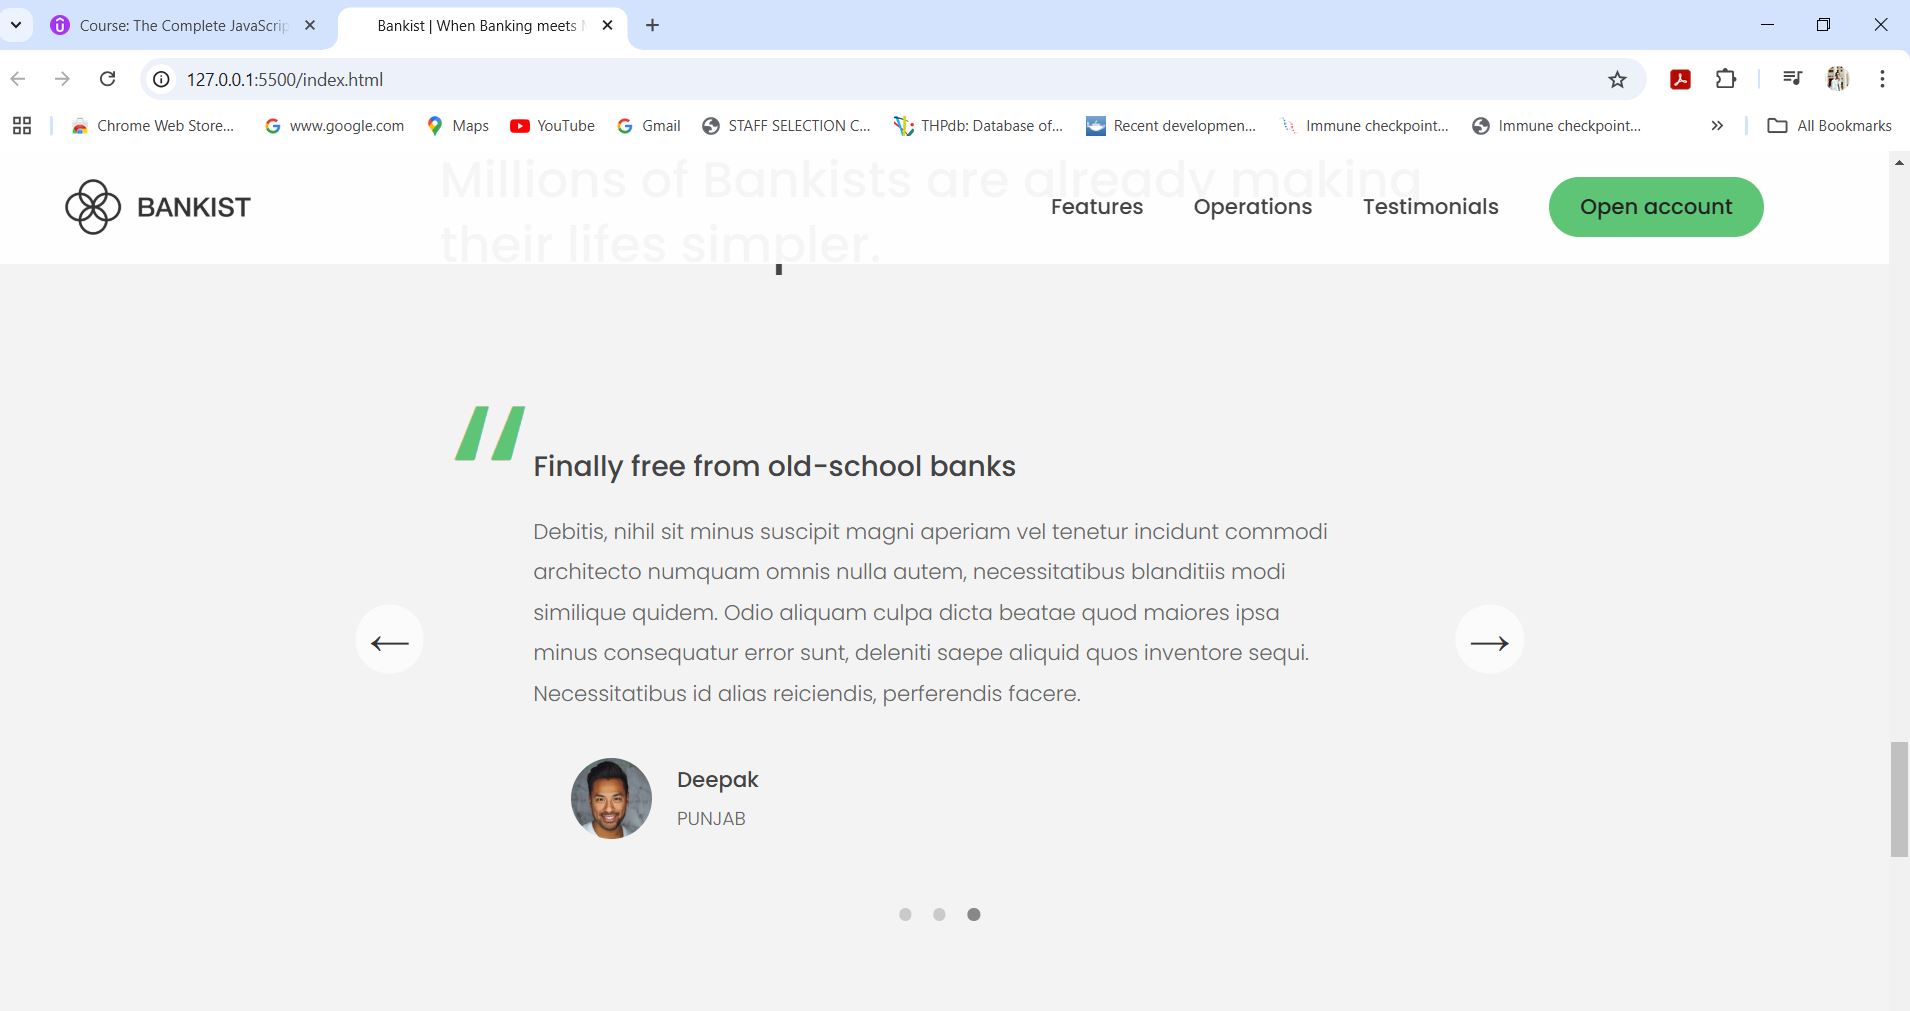 Course: The Complete JavaScrip
Bankist | When Banking meets
127.0.0.1:5500/index.html
Chrome Web Store...
www.google.com
Maps
YouTube
Gmail
STAFF SELECTION C...
THPdb: Database of...
Recent developmen...
Immune checkpoint...
Immune checkpoint...
All Bookmarks
Millions of Bankists are already making
their lifes simpler.
BANKIST
Features
Operations
Testimonials
Open account
Finally free from old-school banks
Debitis, nihil sit minus suscipit magni aperiam vel tenetur incidunt commodi
architecto numquam omnis nulla autem, necessitatibus blanditiis modi
similique quidem. Odio aliquam culpa dicta beatae quod maiores ipsa
minus consequatur error sunt, deleniti saepe aliquid quos inventore sequi.
Necessitatibus id alias reiciendis, perferendis facere.
Deepak
PUNJAB